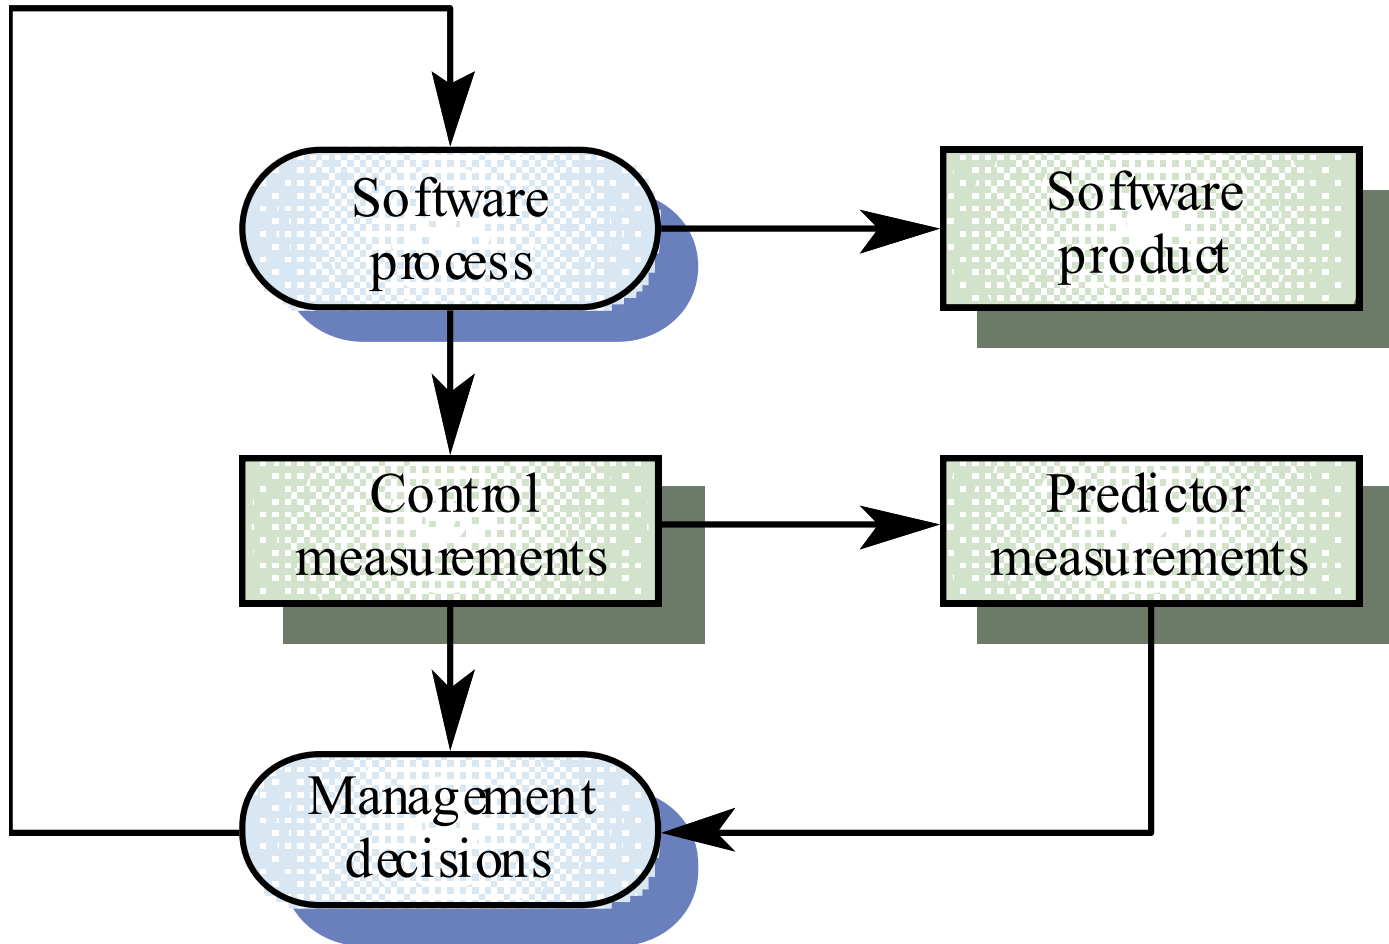 Software
process
Software
product
Control
measurements
Predictor
measurements
Management
decisions